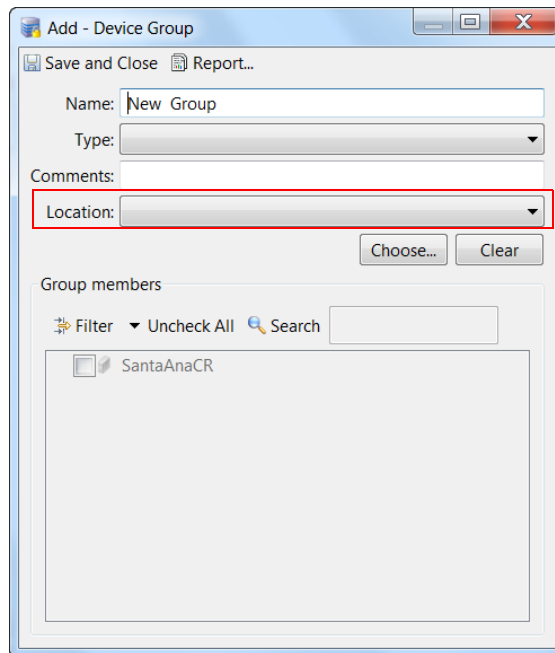 Add - Device Group
Save and Close Report...
Name: New Group
Type:
Comments:
Location:
Choose... Clear
Group members
Filter Uncheck All Search
SantaAnaCR